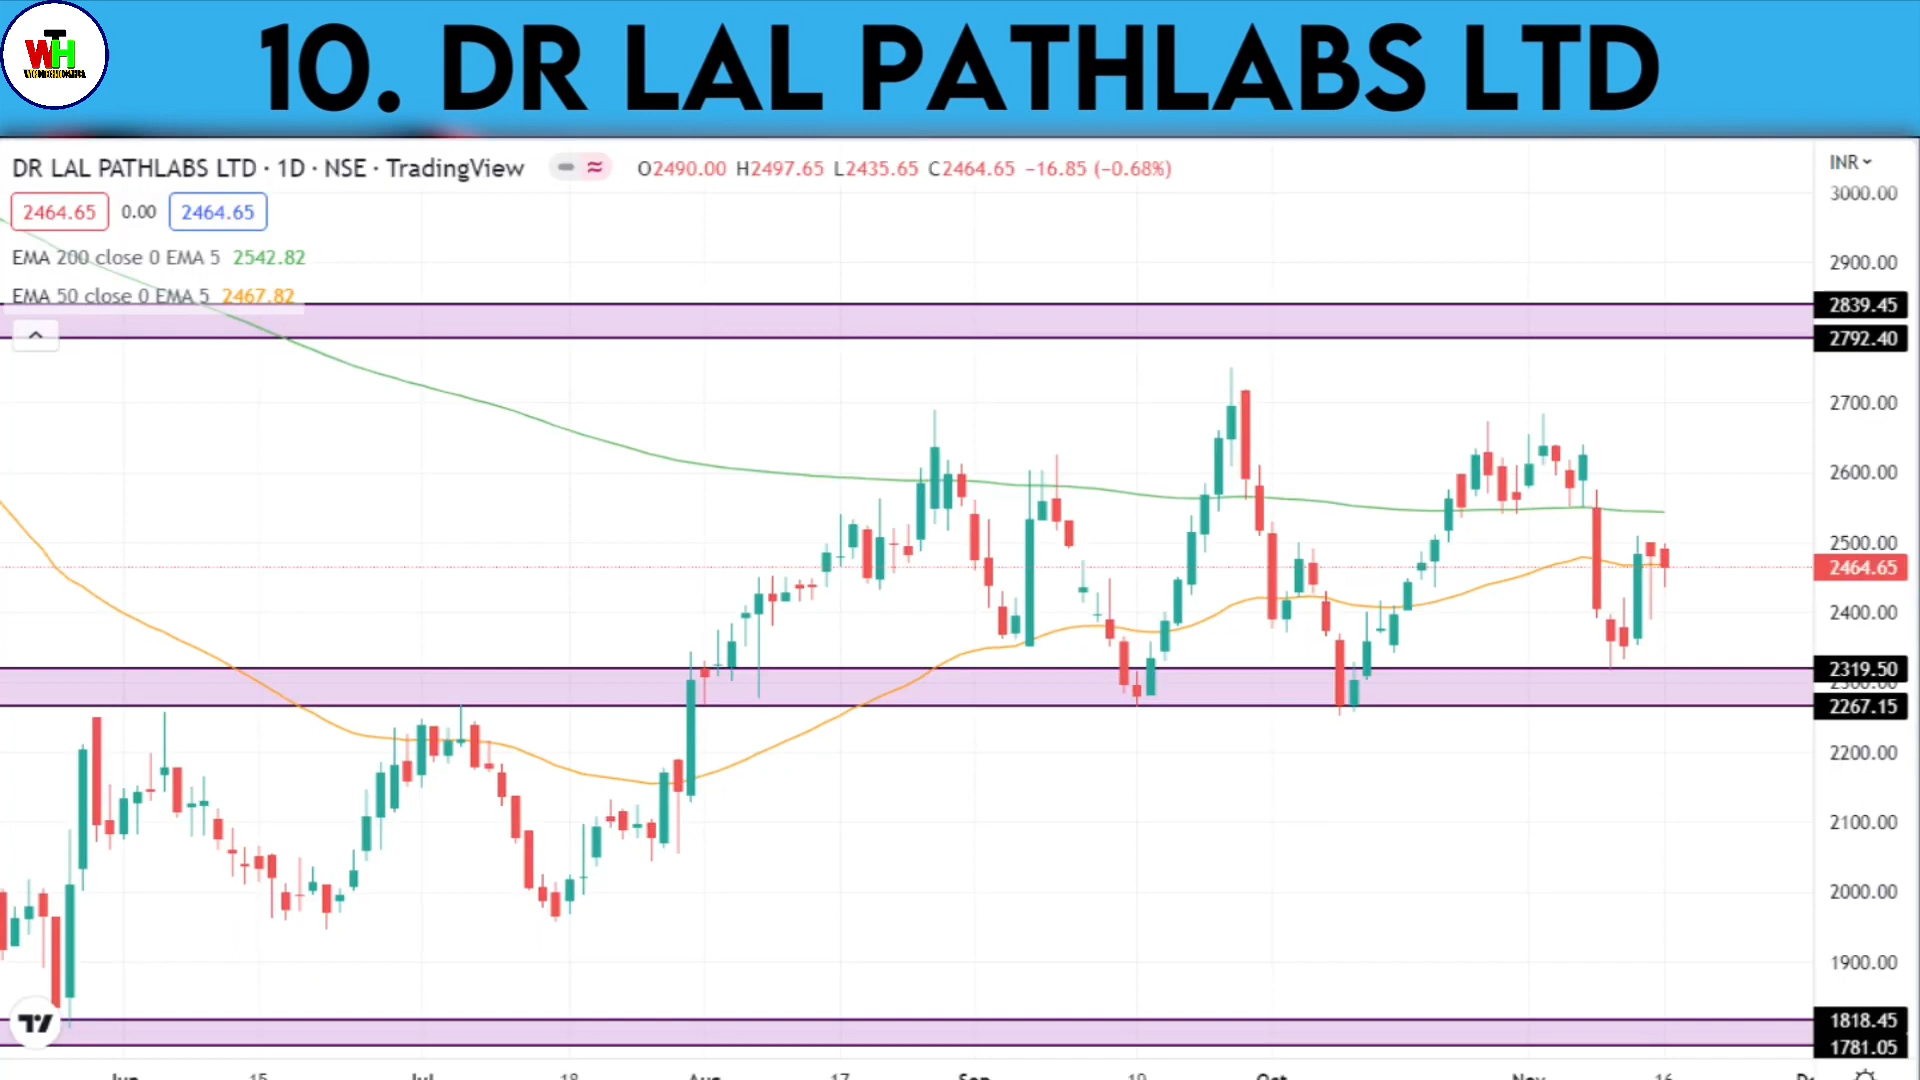 WTH
10. DR LAL PATHLABS LTD
DR LAL PATHLABS LTD · 1D · NSE · TradingView
O2490.00 H2497.65 L2435.65 C2464.65 −16.85 (−0.68%)
INR
2464.65 0.00 2464.65
EMA 200 close 0 EMA 5 2542.82
EMA 50 close 0 EMA 5 2467.82
3000.00
2900.00
2839.45
2792.40
2700.00
2600.00
2500.00
2464.65
2400.00
2319.50
2300.00
2267.15
2200.00
2100.00
2000.00
1900.00
1818.45
1781.05
Jun 15 Jul 18 Aug 17 Sep 19 Oct Nov 16